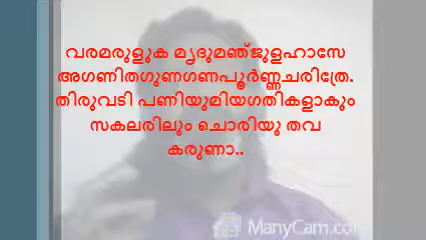 വരമരുളുക മൃദുമഞ്ജുളഹാസേ
അഗണിതഗുണഗണപൂർണ്ണചരിത്രേ.
തിരുവടി പണിയുമിയഗതികളാകും
സകലരിലും ചൊരിയു തവ
കരുണാ..
ManyCam.com